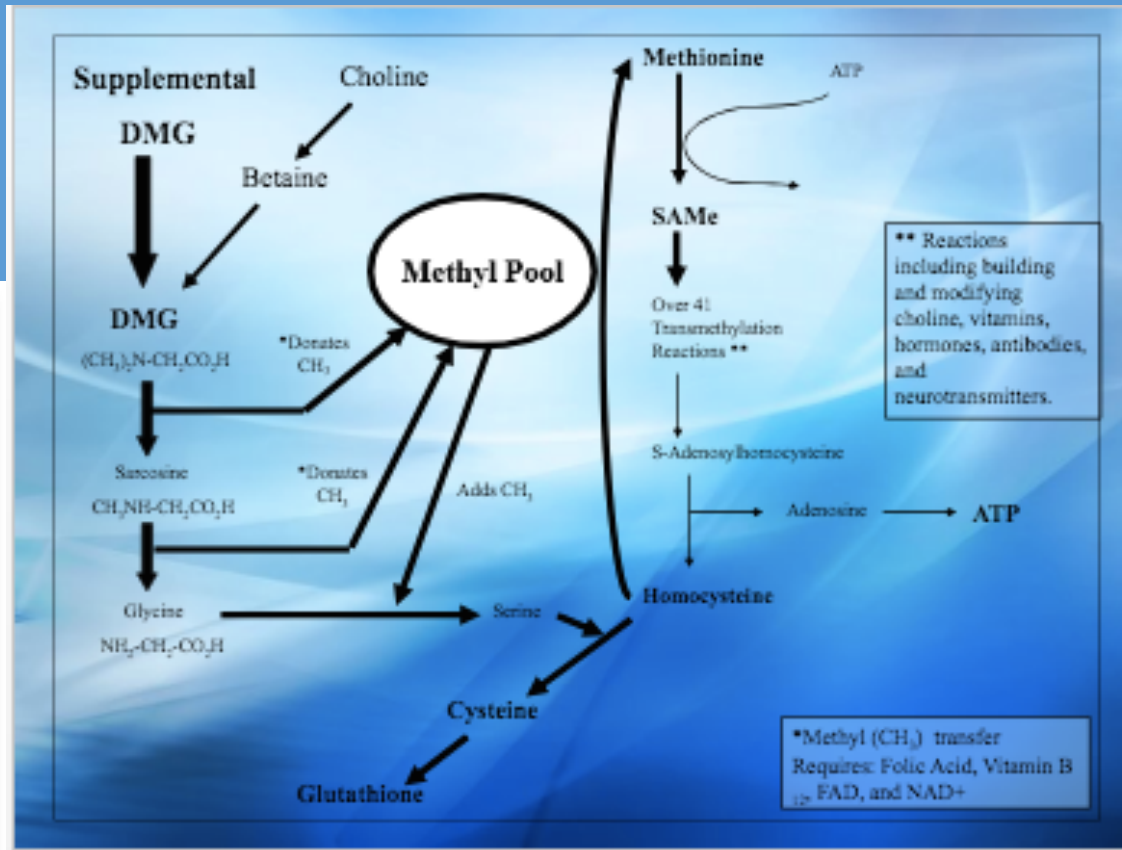 Supplemental
DMG
Choline
Betaine
DMG
(CH₃)₂N-CH₂CO₂H
*Donates
CH₃
Sarcosine
CH₃NH-CH₂CO₂H
*Donates
CH₃
Glycine
NH₂-CH₂-CO₂H
Methyl Pool
Adds CH₃
Serine
Cysteine
Glutathione
Methionine
ATP
SAMe
Over 41
Transmethylation
Reactions **
S-Adenosylhomocysteine
Adenosine
ATP
Homocysteine
** Reactions
including building
and modifying
choline, vitamins,
hormones, antibodies,
and
neurotransmitters.
*Methyl (CH₃) transfer
Requires: Folic Acid, Vitamin B
₁₂, FAD, and NAD+